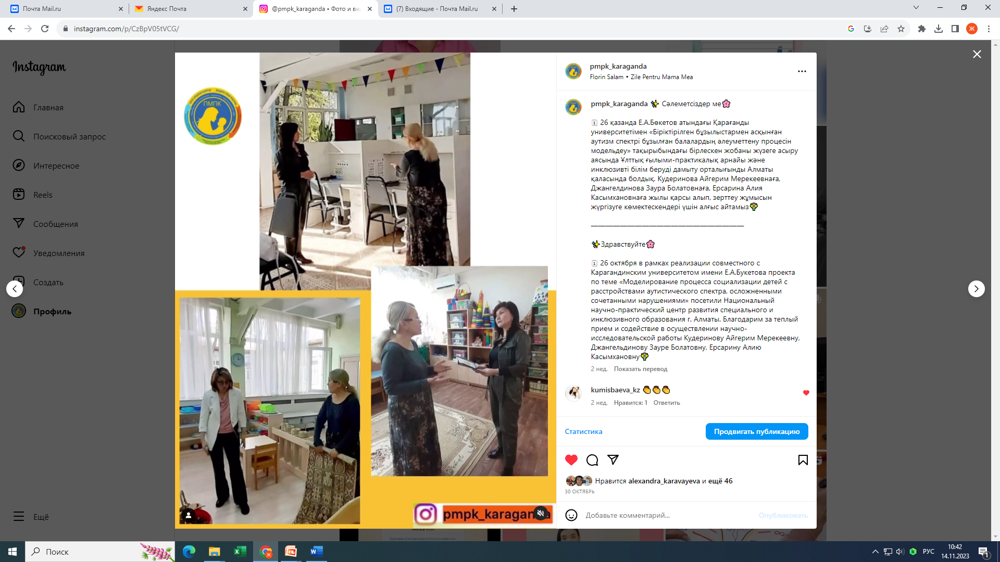 Почта Mail.ru
Яндекс Почта
@pmpk_karaganda • Фото и ви
(7) Входящие - Почта Mail.ru
instagram.com/p/CzBpV05tVCG/
Ж
Instagram
Главная
Поисковый запрос
Интересное
Reels
Сообщения
Уведомления
Создать
Профиль
Ещё
ПМПК
pmpk_karaganda
pmpk_karaganda
Florin Salam • Zile Pentru Mama Mea
pmpk_karaganda ✨ Сәлеметсіздер ме🌸
🗓 26 қазанда Е.А.Бөкетов атындағы Қарағанды
университетімен «Біріктірілген бұзылыстармен асқынған
аутизм спектрі бұзылған балалардың әлеуметтену процесін
модельдеу» тақырыбындағы бірлескен жобаны жүзеге асыру
аясында Ұлттық ғылыми-практикалық арнайы және
инклюзивті білім беруді дамыту орталығынды Алматы
қаласында болдық. Кудеринова Айгерим Мерекеевнаға,
Джангелдинова Заура Болатовнаға, Ерсарина Алия
Касымхановнаға жылы қарсы алып, зерттеу жұмысын
жүргізуге көмектескендері үшін алғыс айтамыз💐
__________________________________________
✨Здравствуйте🌸
🗓 26 октября в рамках реализации совместного с
Карагандинским университетом имени Е.А.Букетова проекта
по теме «Моделирование процесса социализации детей с
расстройствами аутистического спектра, осложненными
сочетанными нарушениями» посетили Национальный
научно-практический центр развития специального и
инклюзивного образования г. Алматы. Благодарим за теплый
прием и содействие в осуществлении научно-
исследовательской работы Кудеринову Айгерим Мерекеевну,
Джангельдинову Зауре Болатовну, Ерсарину Алию
Касымхановну💐
2 нед. Показать перевод
kumisbaeva_kz 👏👏👏
2 нед. Нравится: 1 Ответить
Статистика
Продвигать публикацию
Нравится alexandra_karavayeva и ещё 46
30 ОКТЯБРЬ
Добавьте комментарий...
Опубликовать
Поиск
РУС
10:42
14.11.2023
1